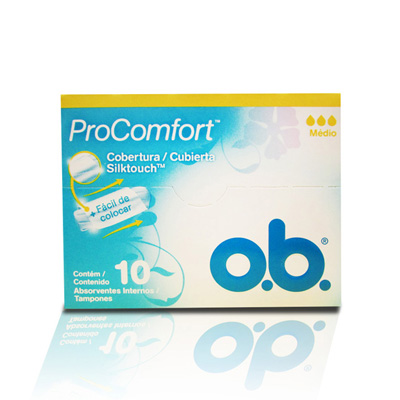 ProComfort™
Médio
Cobertura / Cubierta
Silktouch™
+ Fácil de
colocar
Contém /
Contenido
10
Absorventes Internos /
Tampones
o.b.®